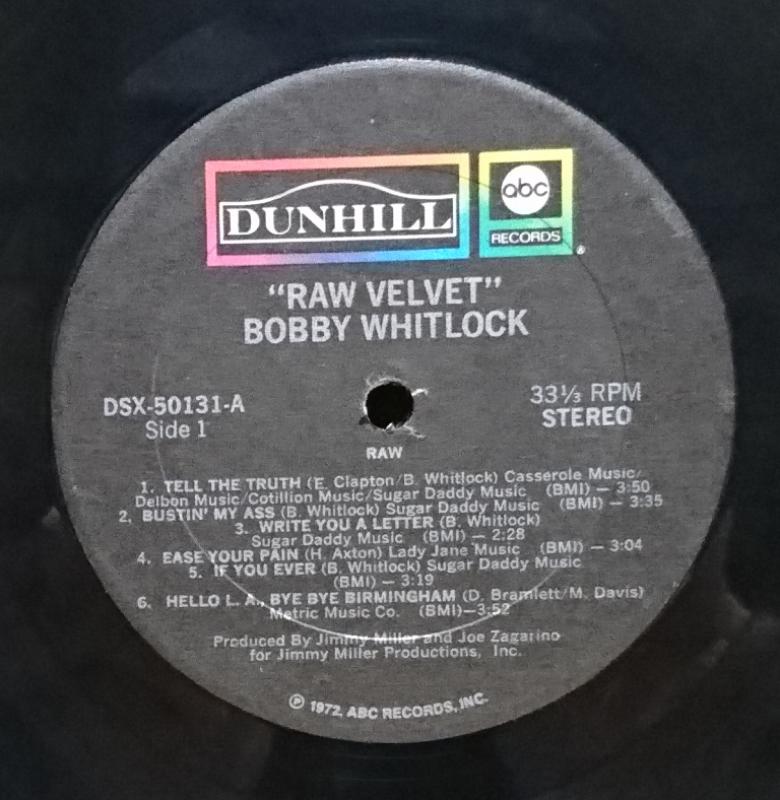 DUNHILL
abc
RECORDS
®
"RAW VELVET"
BOBBY WHITLOCK
DSX-50131-A
Side 1
33⅓ RPM
STEREO
RAW
1. TELL THE TRUTH (E. Clapton/B. Whitlock) Casserole Music/
Delbon Music/Cotillion Music/Sugar Daddy Music (BMI) — 3:50
2. BUSTIN' MY ASS (B. Whitlock) Sugar Daddy Music (BMI) — 3:35
3. WRITE YOU A LETTER (B. Whitlock)
Sugar Daddy Music (BMI) — 2:28
4. EASE YOUR PAIN (H. Axton) Lady Jane Music (BMI) — 3:04
5. IF YOU EVER (B. Whitlock) Sugar Daddy Music
(BMI) — 3:19
6. HELLO L. A., BYE BYE BIRMINGHAM (D. Bramlett/M. Davis)
Metric Music Co. (BMI)—3:52
Produced By Jimmy Miller and Joe Zagarino
for Jimmy Miller Productions, Inc.
℗ 1972, ABC RECORDS, INC.